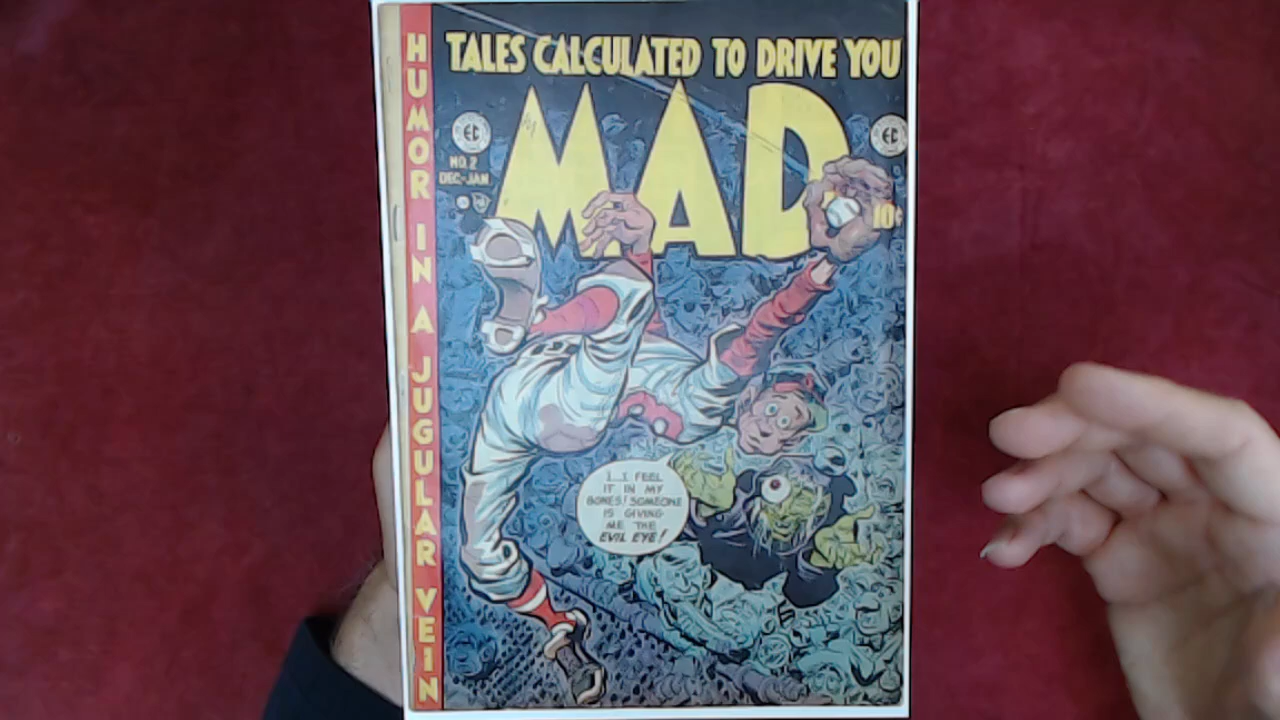 TALES CALCULATED TO DRIVE YOU
MAD
HUMOR IN A JUGULAR VEIN
EC
NO. 2
DEC-JAN
EC
10¢
I...I FEEL
IT IN MY
BONES! SOMEONE
IS GIVING
ME THE
EVIL EYE!